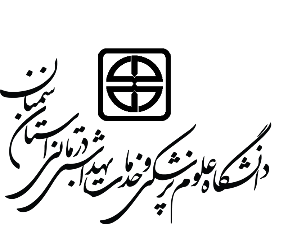 دانشگاه علوم پزشکی و خدمات بهداشتی درمانی استان سمنان